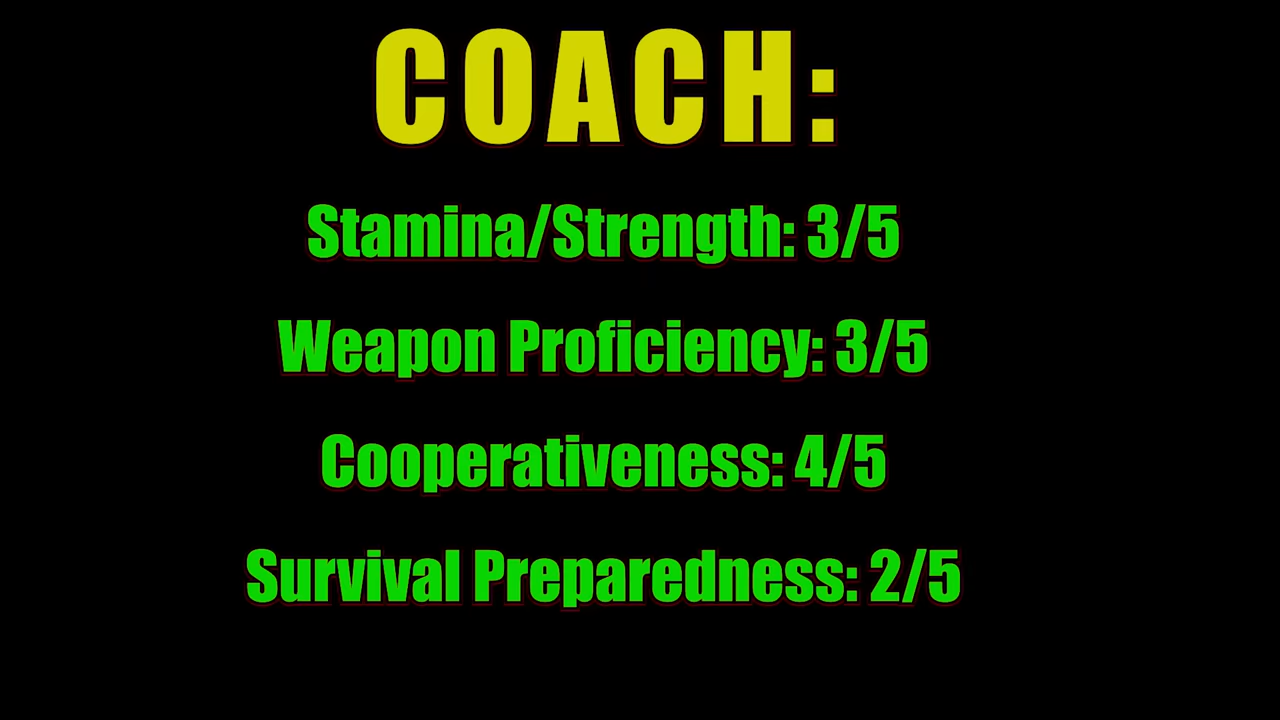 COACH:
Stamina/Strength: 3/5
Weapon Proficiency: 3/5
Cooperativeness: 4/5
Survival Preparedness: 2/5